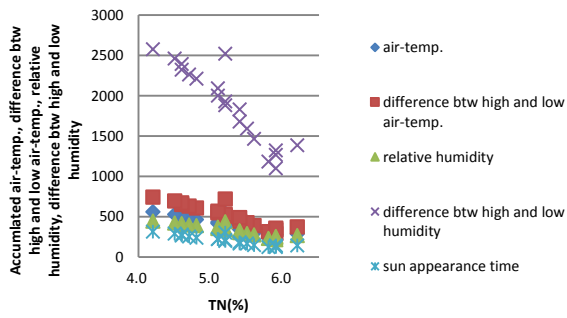 Accumlated air-temp., difference btw
high and low air-temp., relative
humidity, difference btw high and low
humidity
3000
2500
2000
1500
1000
500
0
4.0
5.0
6.0
TN(%)
air-temp.
difference btw high and low
air-temp.
relative humidity
difference btw high and low
humidity
sun appearance time